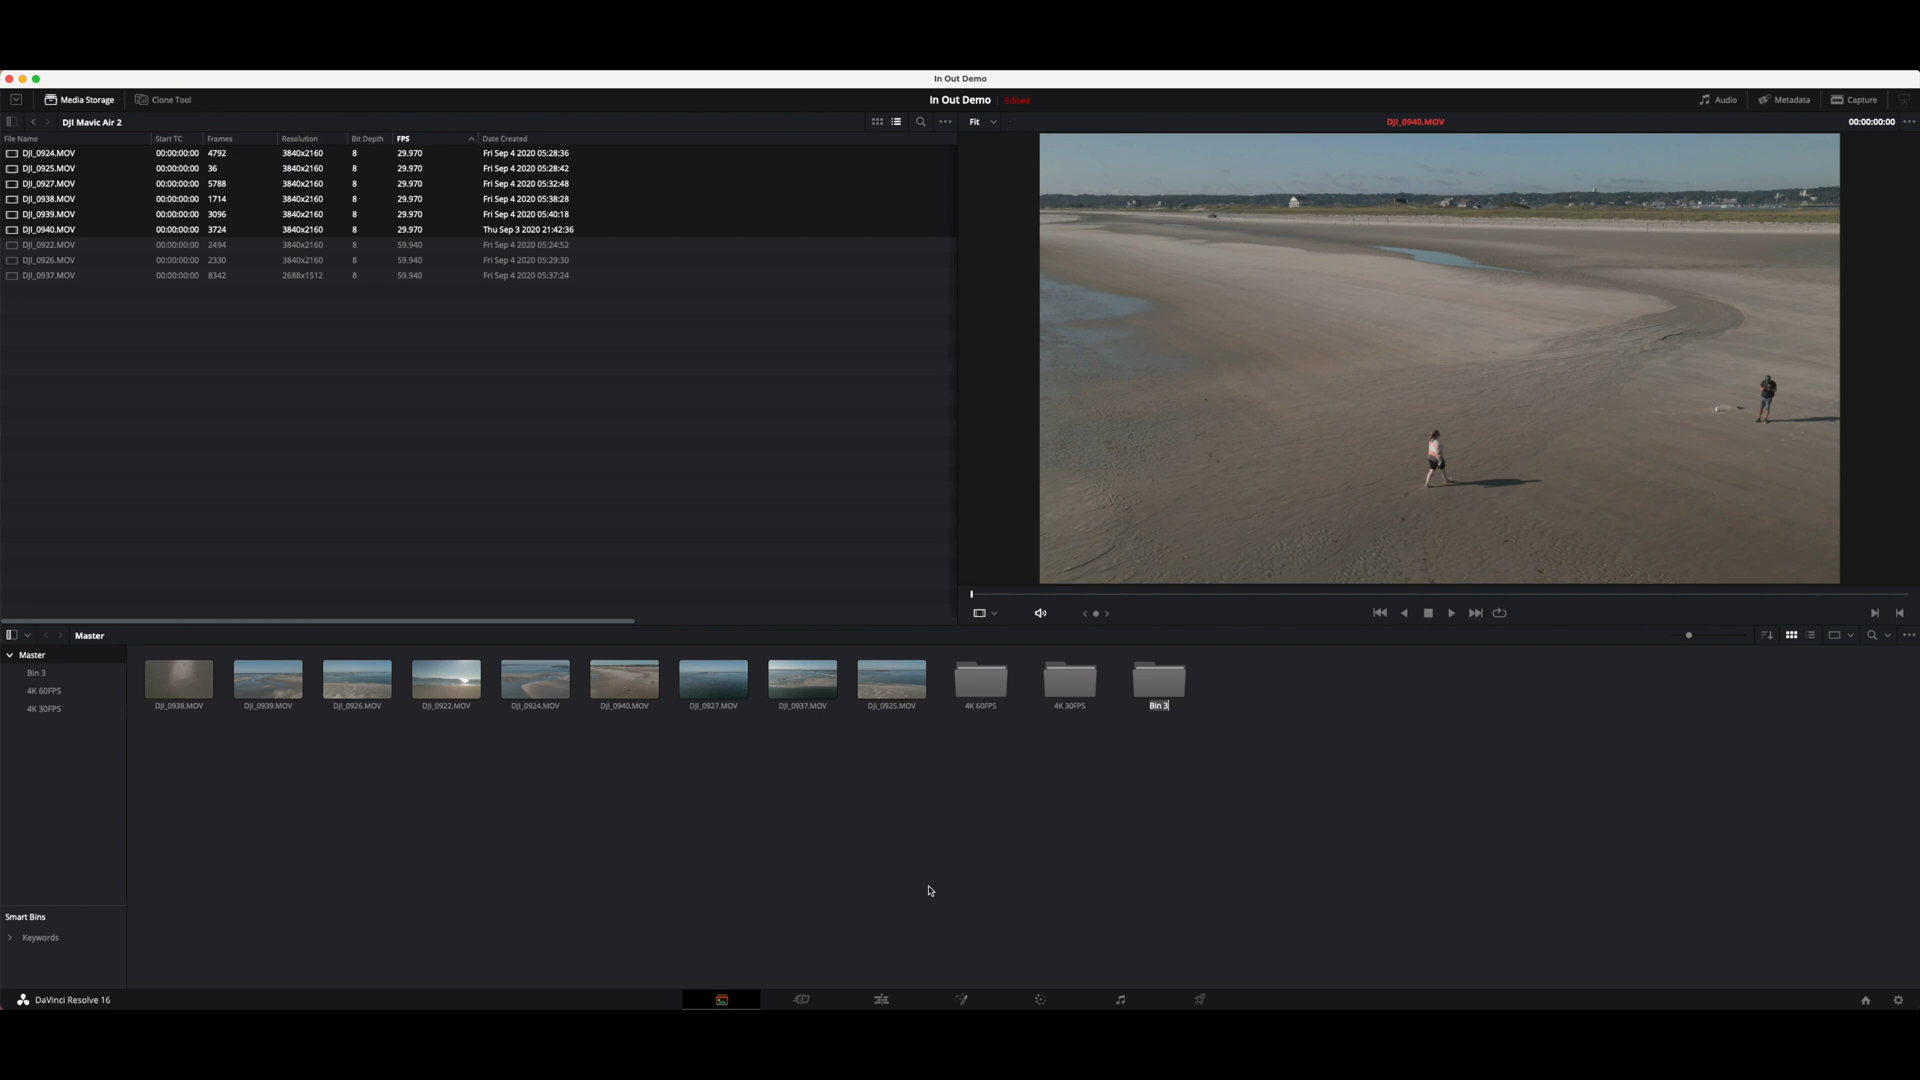 In Out Demo
Media Storage Clone Tool In Out Demo Edited Audio Metadata Capture
DJI Mavic Air 2 Fit DJI_0940.MOV 00:00:00:00
File Name Start TC Frames Resolution Bit Depth FPS Date Created
DJI_0924.MOV 00:00:00:00 4792 3840x2160 8 29.970 Fri Sep 4 2020 05:28:36
DJI_0925.MOV 00:00:00:00 36 3840x2160 8 29.970 Fri Sep 4 2020 05:28:42
DJI_0927.MOV 00:00:00:00 5788 3840x2160 8 29.970 Fri Sep 4 2020 05:32:48
DJI_0938.MOV 00:00:00:00 1714 3840x2160 8 29.970 Fri Sep 4 2020 05:38:28
DJI_0939.MOV 00:00:00:00 3096 3840x2160 8 29.970 Fri Sep 4 2020 05:40:18
DJI_0940.MOV 00:00:00:00 3724 3840x2160 8 29.970 Thu Sep 3 2020 21:42:36
DJI_0922.MOV 00:00:00:00 2494 3840x2160 8 59.940 Fri Sep 4 2020 05:24:52
DJI_0926.MOV 00:00:00:00 2330 3840x2160 8 59.940 Fri Sep 4 2020 05:29:30
DJI_0937.MOV 00:00:00:00 8342 2688x1512 8 59.940 Fri Sep 4 2020 05:37:24
Master
Master
Bin 3
4K 60FPS
4K 30FPS
DJI_0938.MOV DJI_0939.MOV DJI_0926.MOV DJI_0922.MOV DJI_0924.MOV DJI_0940.MOV DJI_0927.MOV DJI_0937.MOV DJI_0925.MOV 4K 60FPS 4K 30FPS Bin 3
Smart Bins
Keywords
DaVinci Resolve 16